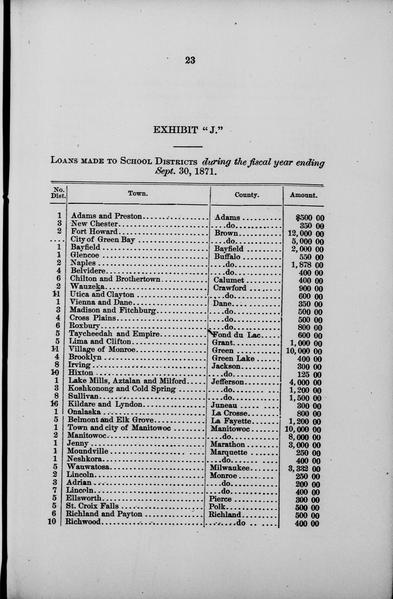 23
EXHIBIT “J.”
LOANS MADE TO SCHOOL DISTRICTS during the fiscal year ending
Sept. 30, 1871.
No. Dist. Town. County. Amount.
1 Adams and Preston Adams $500 00
3 New Chester do 350 00
2 Fort Howard Brown 12,000 00
.... City of Green Bay do 5,000 00
1 Bayfield Bayfield 2,000 00
1 Glencoe Buffalo 550 00
2 Naples do 1,878 00
4 Belvidere do 400 00
6 Chilton and Brothertown Calumet 400 00
2 Wauzeka Crawford 900 00
11 Utica and Clayton do 600 00
1 Vienna and Dane Dane 350 00
3 Madison and Fitchburg do 500 00
4 Cross Plains do 500 00
6 Roxbury do 800 00
5 Taycheedah and Empire Fond du Lac 600 00
5 Lima and Clifton Grant 1,000 00
11 Village of Monroe Green 10,000 00
4 Brooklyn Green Lake 400 00
8 Irving Jackson 300 00
10 Hixton do 125 00
1 Lake Mills, Aztalan and Milford Jefferson 4,000 00
3 Koshkonong and Cold Spring do 1,200 00
8 Sullivan do 1,500 00
16 Kildare and Lyndon Juneau 300 00
1 Onalaska La Crosse 800 00
5 Belmont and Elk Grove La Fayette 1,200 00
1 Town and city of Manitowoc Manitowoc 10,000 00
2 Manitowoc do 8,000 00
1 Jenny Marathon 3,000 00
1 Moundville Marquette 250 00
1 Neshkora do 400 00
5 Wauwatosa Milwaukee 3,332 00
2 Lincoln Monroe 250 00
3 Adrian do 200 00
7 Lincoln do 400 00
5 Ellsworth Pierce 300 00
5 St. Croix Falls Polk 500 00
6 Richland and Payton Richland 500 00
10 Richwood do 400 00